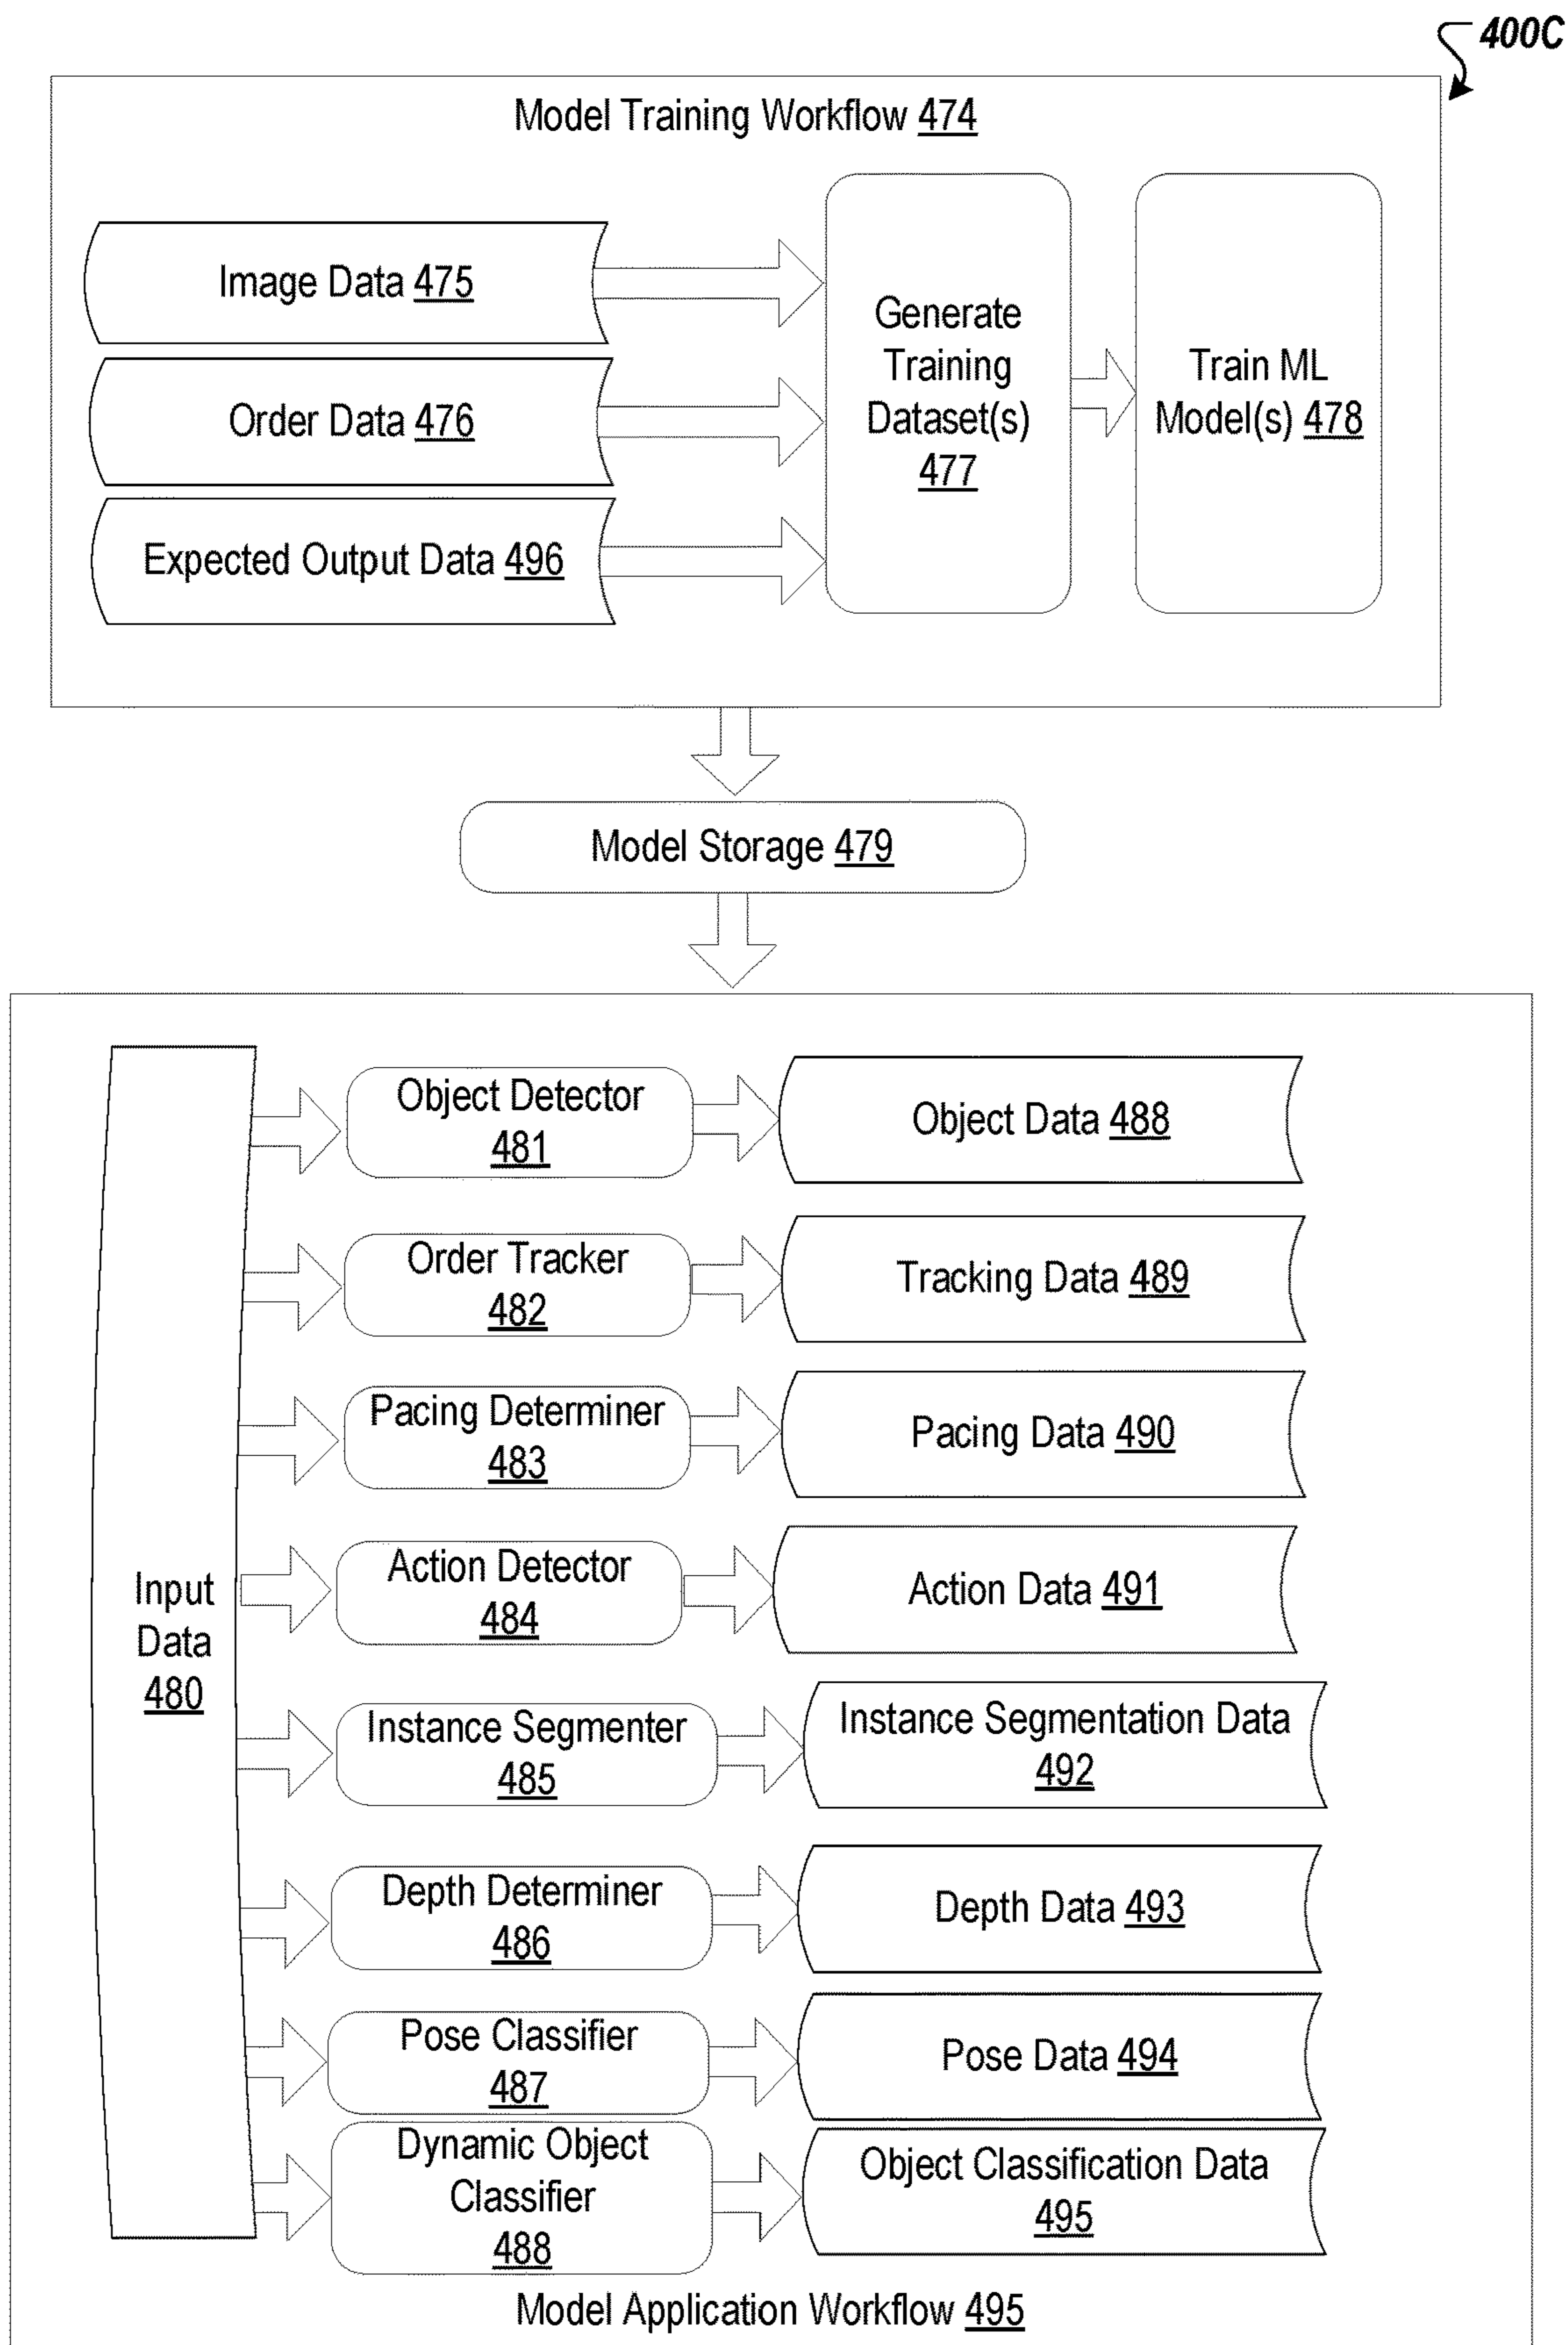 400C
Model Training Workflow 474
Image Data 475
Order Data 476
Expected Output Data 496
Generate
Training
Dataset(s)
477
Train ML
Model(s) 478
Model Storage 479
Input
Data
480
Object Detector
481
Object Data 488
Order Tracker
482
Tracking Data 489
Pacing Determiner
483
Pacing Data 490
Action Detector
484
Action Data 491
Instance Segmenter
485
Instance Segmentation Data
492
Depth Determiner
486
Depth Data 493
Pose Classifier
487
Pose Data 494
Dynamic Object
Classifier
488
Object Classification Data
495
Model Application Workflow 495